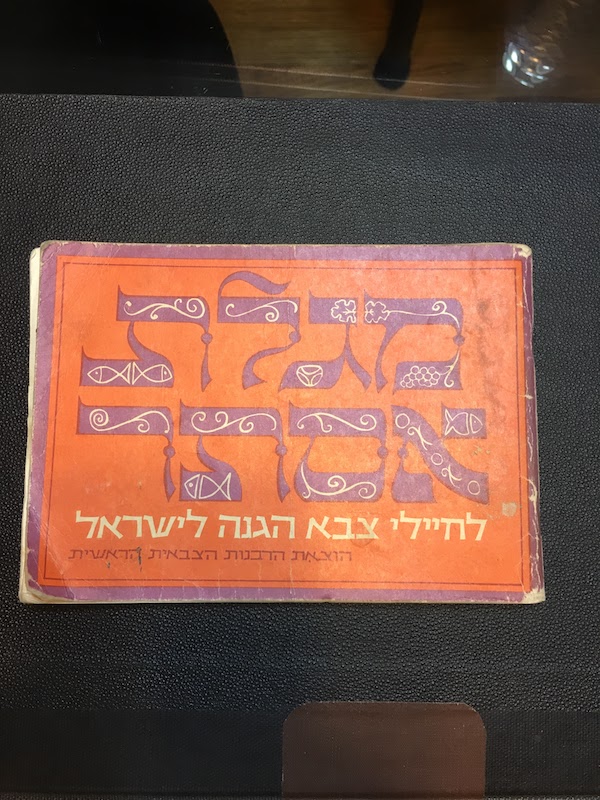 מגלת
אסתר
לחיילי צבא הגנה לישראל
הוצאת הרבנות הצבאית הראשית